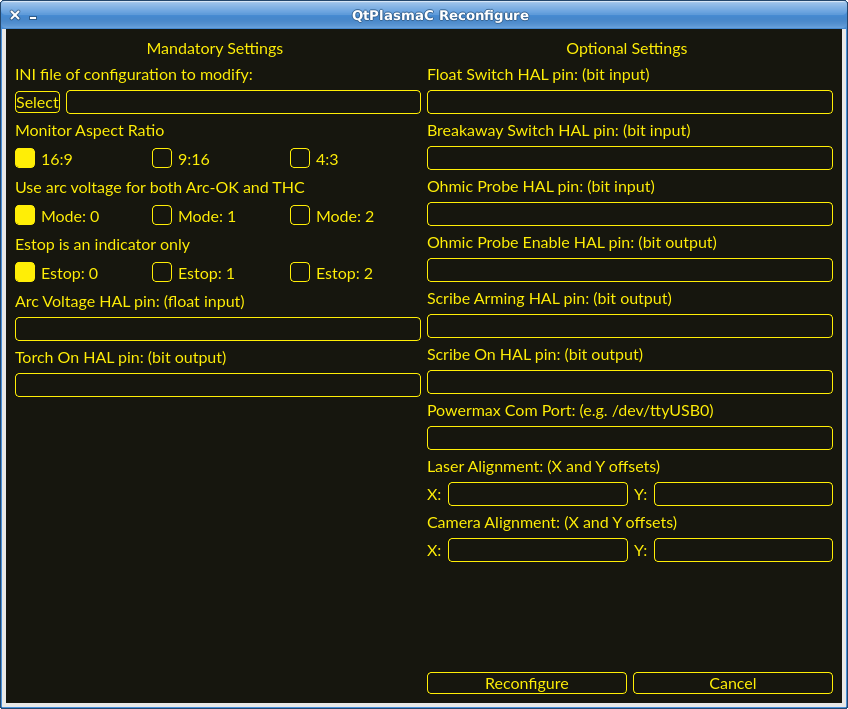 QtPlasmaC Reconfigure
Mandatory Settings
INI file of configuration to modify:
Select
Monitor Aspect Ratio
16:9 9:16 4:3
Use arc voltage for both Arc-OK and THC
Mode: 0 Mode: 1 Mode: 2
Estop is an indicator only
Estop: 0 Estop: 1 Estop: 2
Arc Voltage HAL pin: (float input)
Torch On HAL pin: (bit output)
Optional Settings
Float Switch HAL pin: (bit input)
Breakaway Switch HAL pin: (bit input)
Ohmic Probe HAL pin: (bit input)
Ohmic Probe Enable HAL pin: (bit output)
Scribe Arming HAL pin: (bit output)
Scribe On HAL pin: (bit output)
Powermax Com Port: (e.g. /dev/ttyUSB0)
Laser Alignment: (X and Y offsets)
X: Y:
Camera Alignment: (X and Y offsets)
X: Y:
Reconfigure Cancel